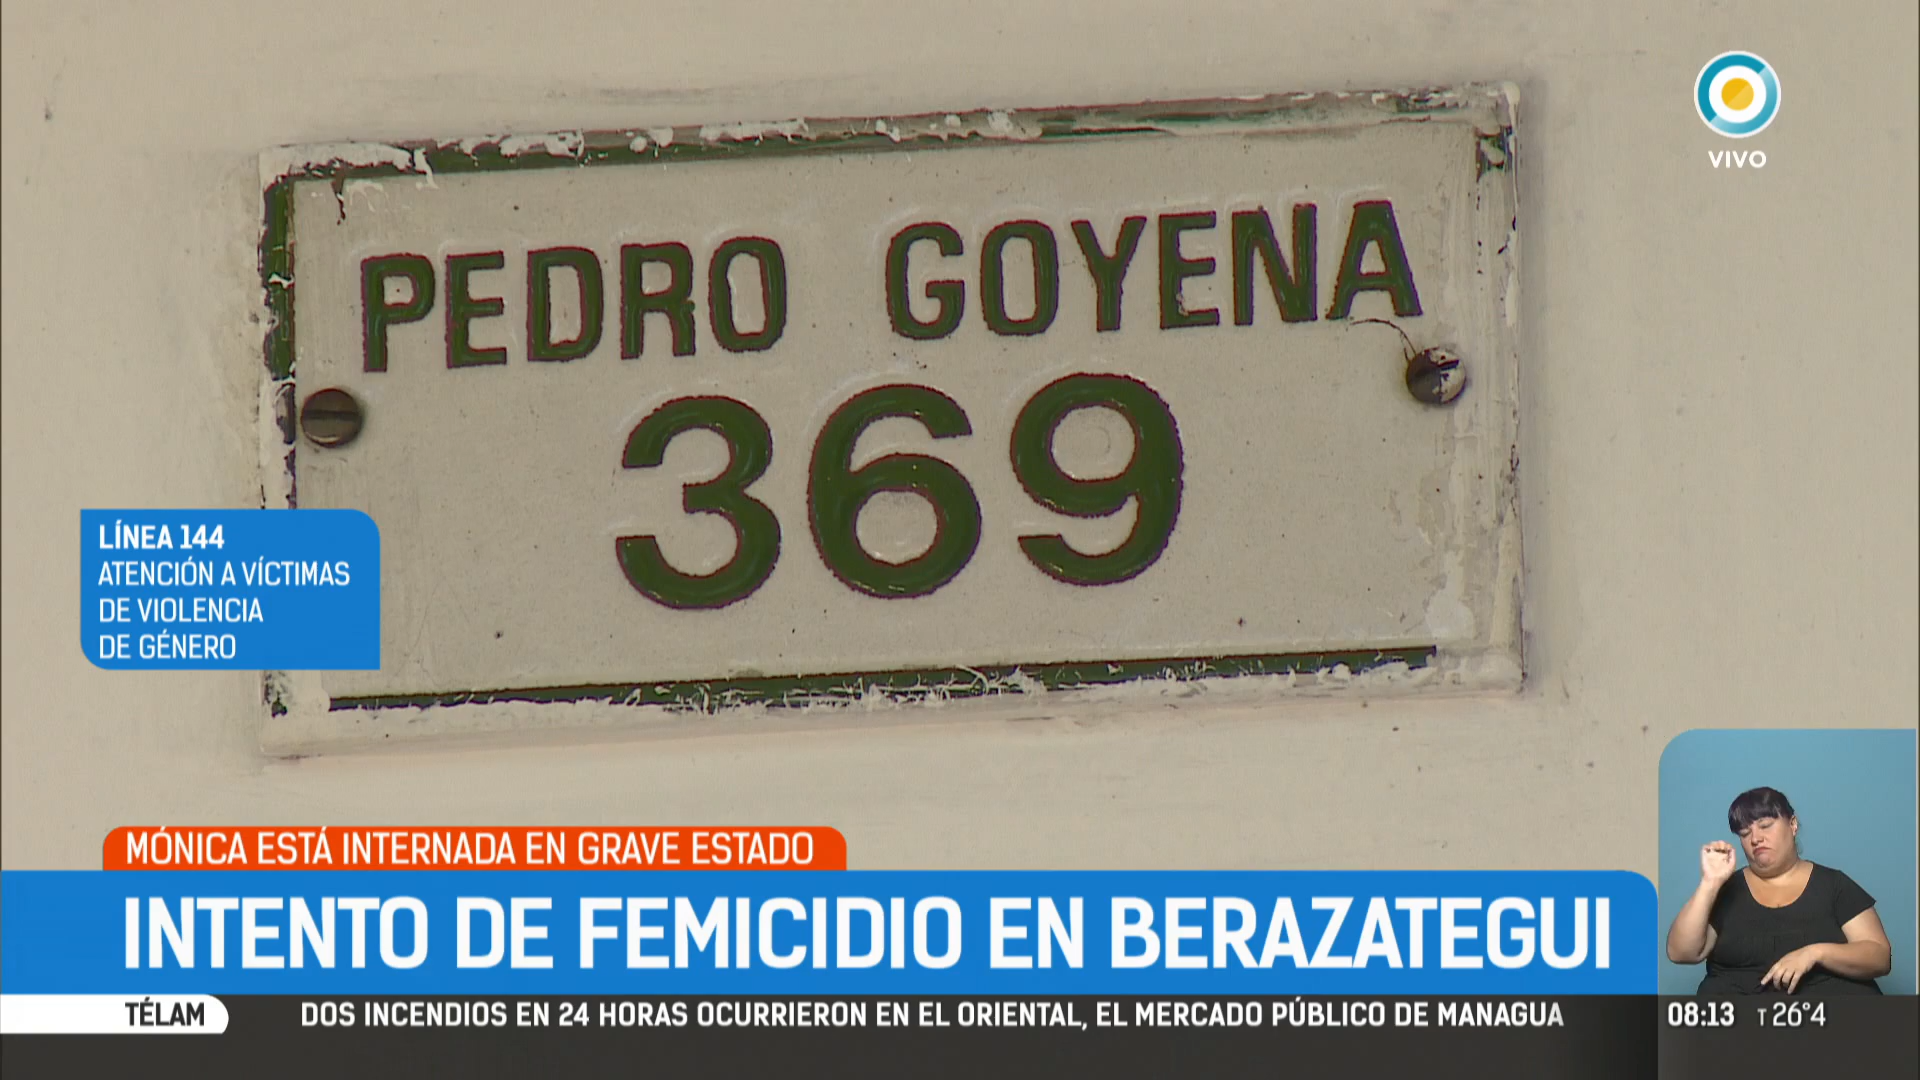 VIVO
PEDRO GOYENA
369
LÍNEA 144
ATENCIÓN A VÍCTIMAS
DE VIOLENCIA
DE GÉNERO
MÓNICA ESTÁ INTERNADA EN GRAVE ESTADO
INTENTO DE FEMICIDIO EN BERAZATEGUI
TÉLAM DOS INCENDIOS EN 24 HORAS OCURRIERON EN EL ORIENTAL, EL MERCADO PÚBLICO DE MANAGUA 08:13 T 26°4